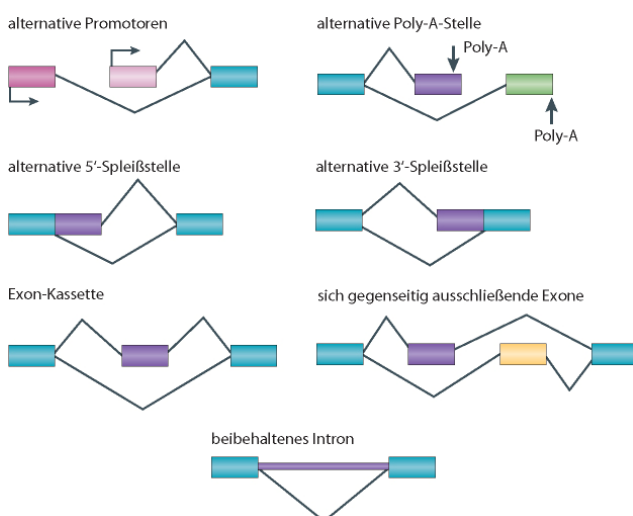 alternative Promotoren
alternative Poly-A-Stelle
Poly-A
Poly-A
alternative 5′-Spleißstelle
alternative 3′-Spleißstelle
Exon-Kassette
sich gegenseitig ausschließende Exone
beibehaltenes Intron